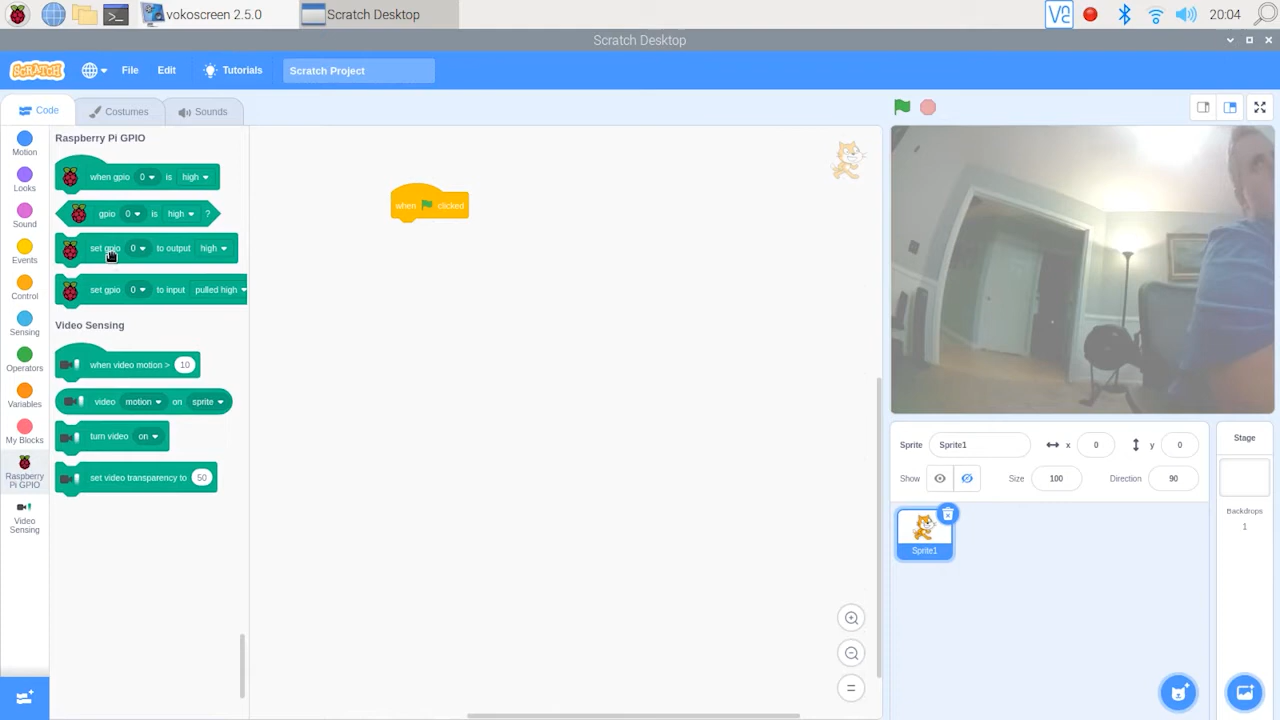 vokoscreen 2.5.0
Scratch Desktop
V2
20:04
Scratch Desktop
SCRATCH
File
Edit
Tutorials
Scratch Project
Code
Costumes
Sounds
Motion
Looks
Sound
Events
Control
Sensing
Operators
Variables
My Blocks
Raspberry
Pi GPIO
Video
Sensing
Raspberry Pi GPIO
when gpio 0 is high
gpio 0 is high ?
set gpio 0 to output high
set gpio 0 to input pulled high
Video Sensing
when video motion > 10
video motion on sprite
turn video on
set video transparency to 50
when clicked
Sprite Sprite1 x 0 y 0
Show Size 100 Direction 90
Sprite1
Stage
Backdrops
1